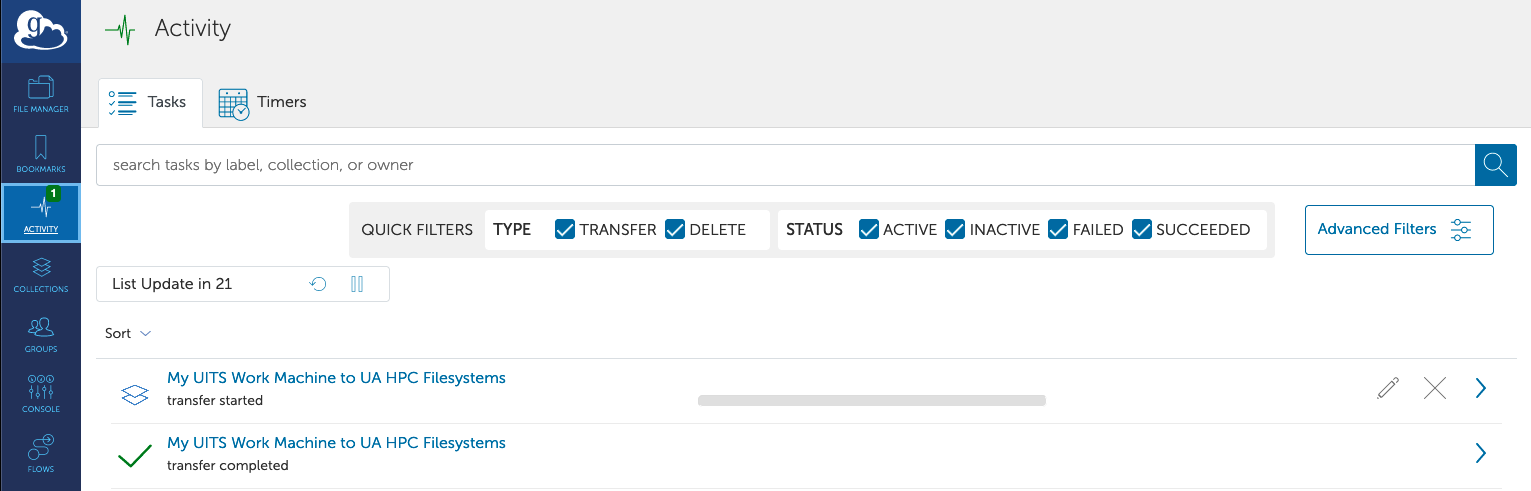 g
Activity
FILE MANAGER
Tasks
Timers
BOOKMARKS
search tasks by label, collection, or owner
1
ACTIVITY
QUICK FILTERS TYPE TRANSFER DELETE STATUS ACTIVE INACTIVE FAILED SUCCEEDED Advanced Filters
COLLECTIONS
List Update in 21
GROUPS
Sort
CONSOLE
My UITS Work Machine to UA HPC Filesystems
transfer started
FLOWS
My UITS Work Machine to UA HPC Filesystems
transfer completed